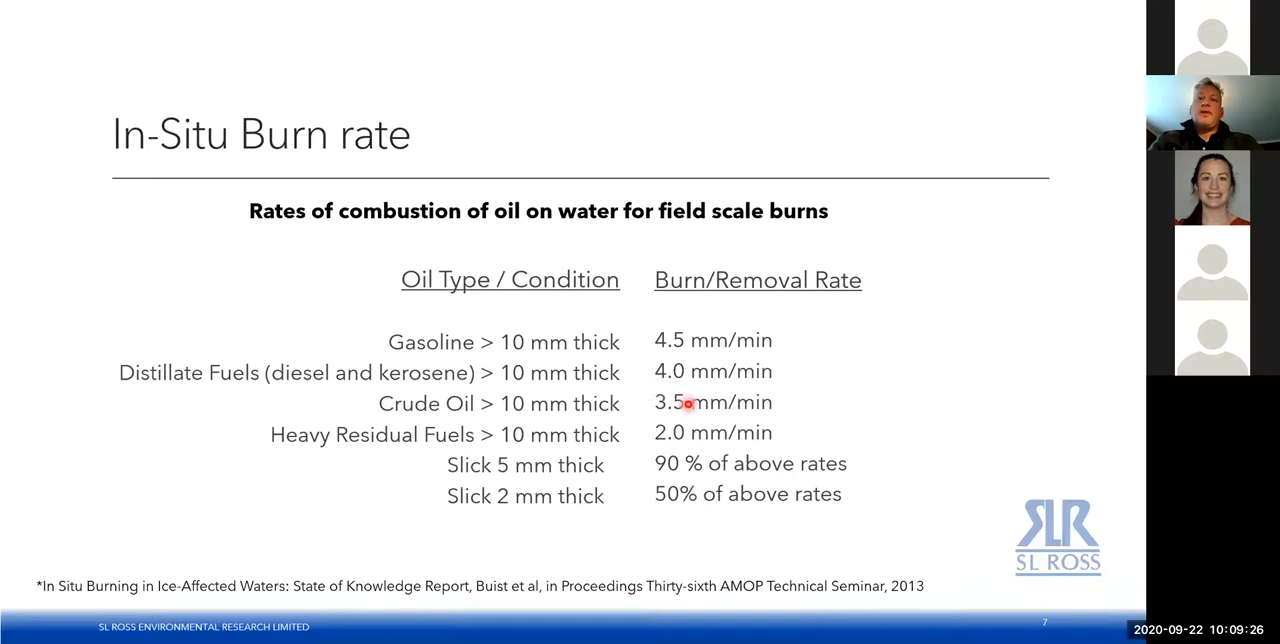 In-Situ Burn rate
Rates of combustion of oil on water for field scale burns
Oil Type / Condition Burn/Removal Rate
Gasoline > 10 mm thick 4.5 mm/min
Distillate Fuels (diesel and kerosene) > 10 mm thick 4.0 mm/min
Crude Oil > 10 mm thick 3.5 mm/min
Heavy Residual Fuels > 10 mm thick 2.0 mm/min
Slick 5 mm thick 90 % of above rates
Slick 2 mm thick 50% of above rates
SLR
SL ROSS
*In Situ Burning in Ice-Affected Waters: State of Knowledge Report, Buist et al, in Proceedings Thirty-sixth AMOP Technical Seminar, 2013
SL ROSS ENVIRONMENTAL RESEARCH LIMITED 7
2020-09-22 10:09:26